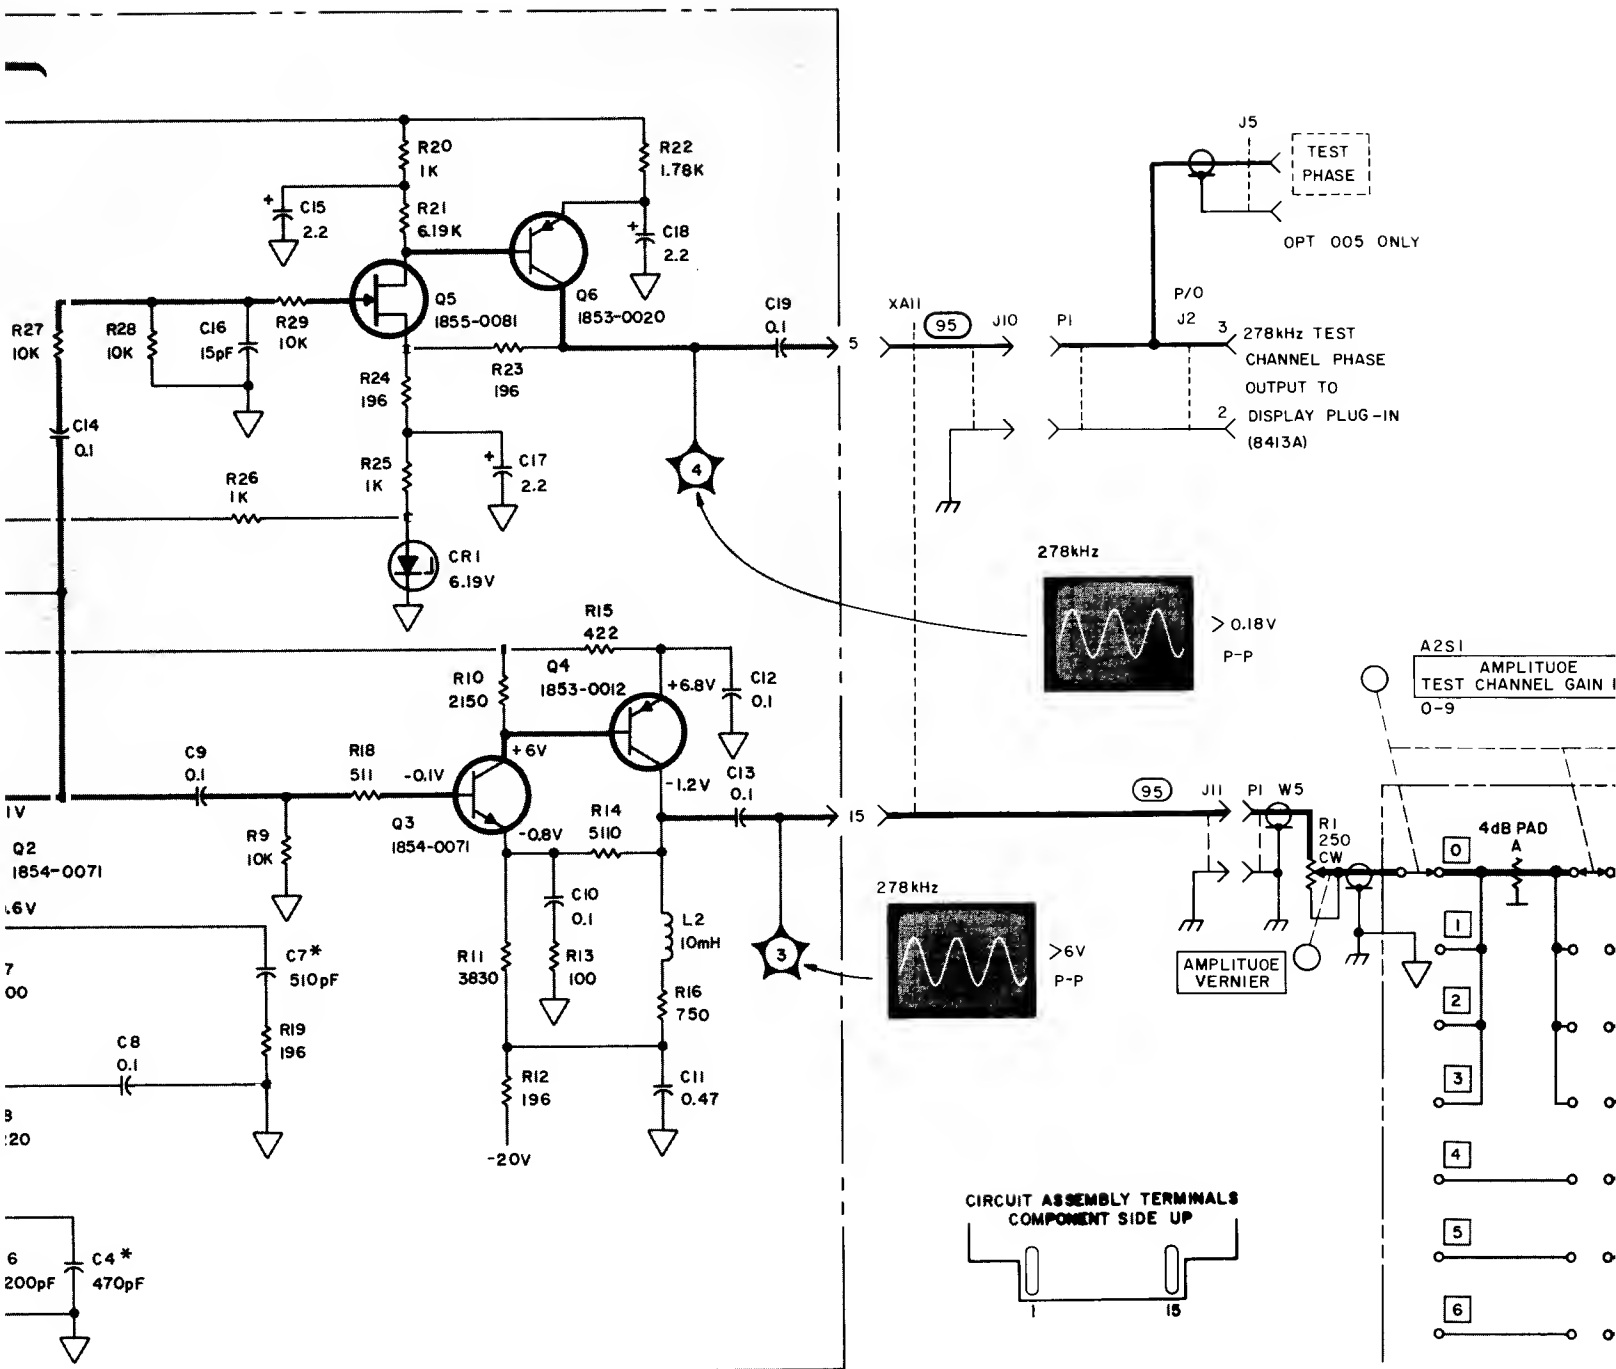 R20
1K
R22
1.78K
+
C15
2.2
R21
6.19K
+
C18
2.2
J5
TEST
PHASE
OPT 005 ONLY
R27
10K
R28
10K
C16
15pF
R29
10K
Q5
1855-0081
Q6
1853-0020
C19
0.1
5
XA11
95
J10
P1
P/O
J2
3
278kHz TEST
CHANNEL PHASE
OUTPUT TO
2
DISPLAY PLUG-IN
(8413A)
R24
196
R23
196
C14
0.1
R26
1K
R25
1K
+
C17
2.2
4
CR1
6.19V
278kHz
>0.18V
P-P
R15
422
R10
2150
Q4
1853-0012
+6.8V
C12
0.1
A2S1
AMPLITUOE
TEST CHANNEL GAIN
0-9
C9
0.1
R18
511
-0.1V
+6V
-1.2V
C13
0.1
15
95
J11
P1
W5
1V
Q2
1854-0071
R9
10K
Q3
1854-0071
-0.8V
R14
5110
R1
250
CW
0
4dB PAD
A
.6V
C10
0.1
L2
10mH
3
278kHz
>6V
P-P
AMPLITUOE
VERNIER
1
7
00
C7*
510pF
R11
3830
R13
100
R16
750
2
R19
196
C8
0.1
R12
196
C11
0.47
3
20
-20V
4
CIRCUIT ASSEMBLY TERMINALS
COMPONENT SIDE UP
1
15
5
6
200pF
C4*
470pF
6